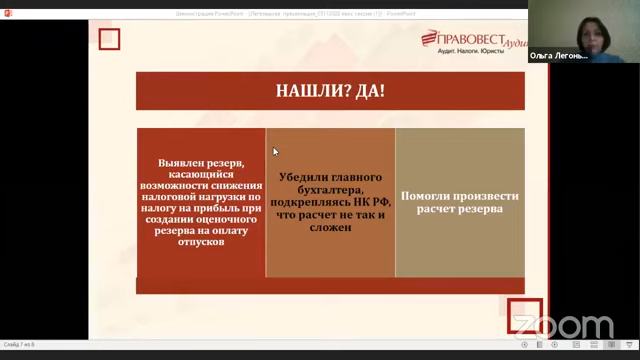 ПРАВОВЕСТ Аудит
Аудит. Налоги. Юристы
Ольга Легонь...
НАШЛИ? ДА!
Выявлен резерв,
касающийся
возможности снижения
налоговой нагрузки по
налогу на прибыль при
создании оценочного
резерва на оплату
отпусков
Убедили главного
бухгалтера,
подкрепляясь НК РФ,
что расчет не так и
сложен
Помогли произвести
расчет резерва
zoom
Слайд 7 из 8